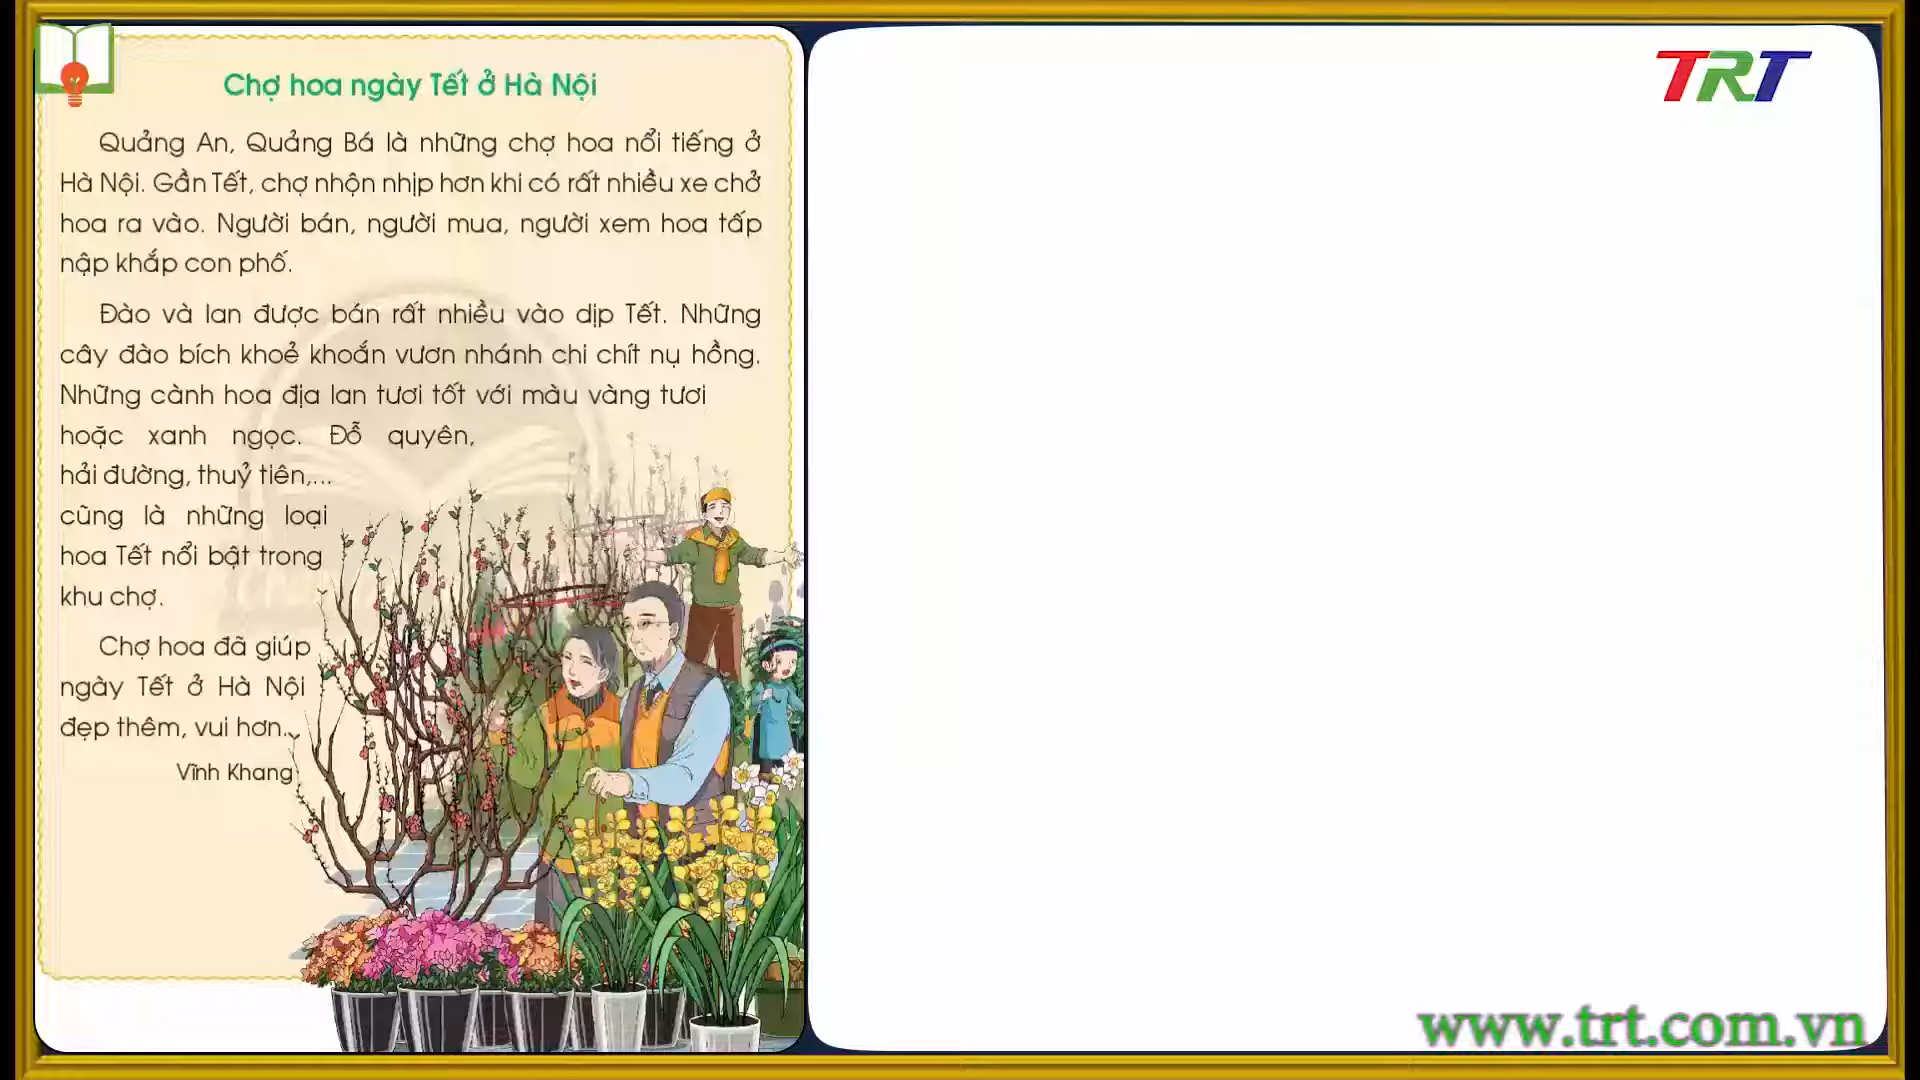 Chợ hoa ngày Tết ở Hà Nội
Quảng An, Quảng Bá là những chợ hoa nổi tiếng ở
Hà Nội. Gần Tết, chợ nhộn nhịp hơn khi có rất nhiều xe chở
hoa ra vào. Người bán, người mua, người xem hoa tấp
nập khắp con phố.
Đào và lan được bán rất nhiều vào dịp Tết. Những
cây đào bích khoẻ khoắn vươn nhánh chi chít nụ hồng.
Những cành hoa địa lan tươi tốt với màu vàng tươi
hoặc xanh ngọc. Đỗ quyên,
hải đường, thuỷ tiên,...
cũng là những loại
hoa Tết nổi bật trong
khu chợ.
Chợ hoa đã giúp
ngày Tết ở Hà Nội
đẹp thêm, vui hơn.
Vĩnh Khang
TRT
www.trt.com.vn